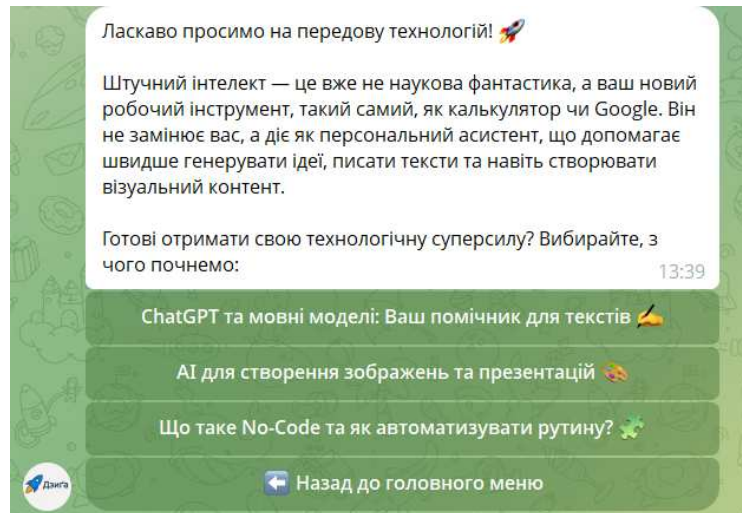 Ласкаво просимо на передову технологій! 🚀
Штучний інтелект — це вже не наукова фантастика, а ваш новий
робочий інструмент, такий самий, як калькулятор чи Google. Він
не замінює вас, а діє як персональний асистент, що допомагає
швидше генерувати ідеї, писати тексти та навіть створювати
візуальний контент.
Готові отримати свою технологічну суперсилу? Вибирайте, з
чого почнемо:
13:39
ChatGPT та мовні моделі: Ваш помічник для текстів ✍️
AI для створення зображень та презентацій 🎨
Що таке No-Code та як автоматизувати рутину? 🧩
⬅️ Назад до головного меню
Дзиґа